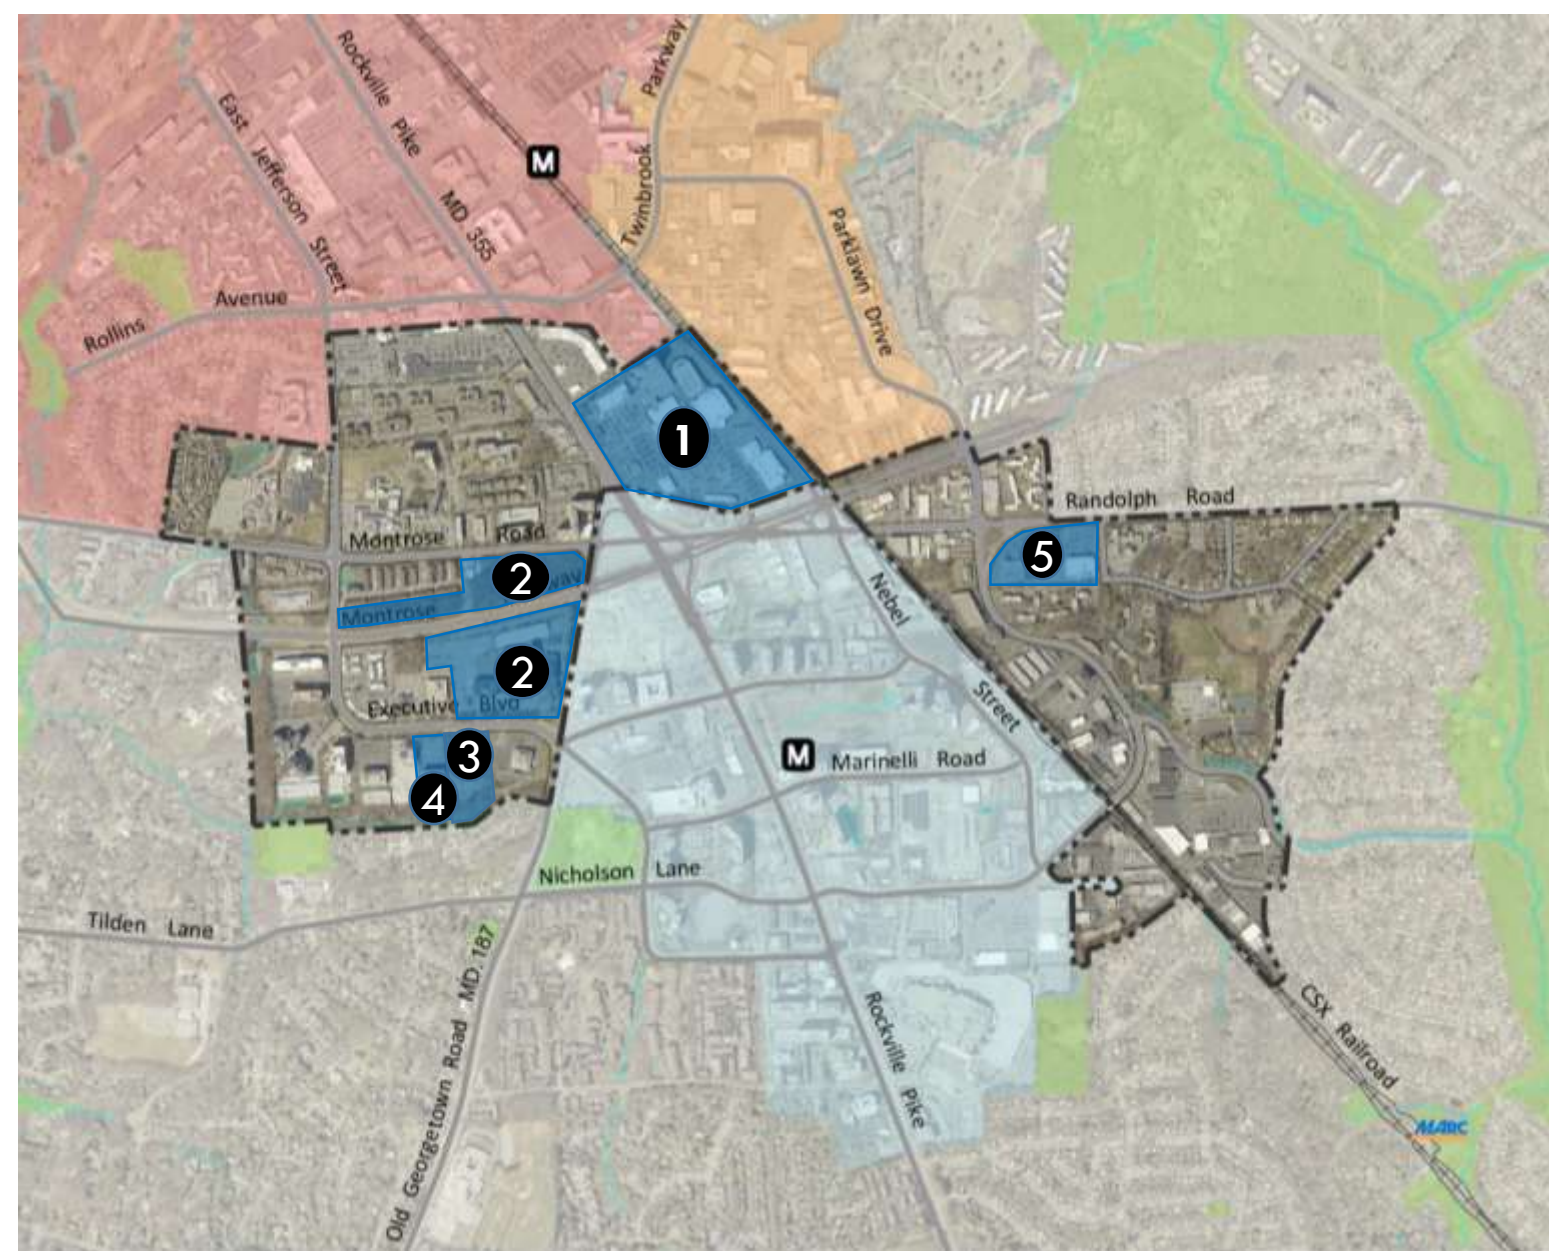 Rockville Pike MD 355
Parkway
Twinbrook
East Jefferson Street
M
Parklawn Drive
Rollins Avenue
1
Randolph Road
Montrose Road
2
way
5
Montrose
Nebel Street
2
Executive Blvd
3
4
M
Marinelli Road
Nicholson Lane
Tilden Lane
Old Georgetown Road MD. 187
Rockville Pike
CSX Railroad
MARC